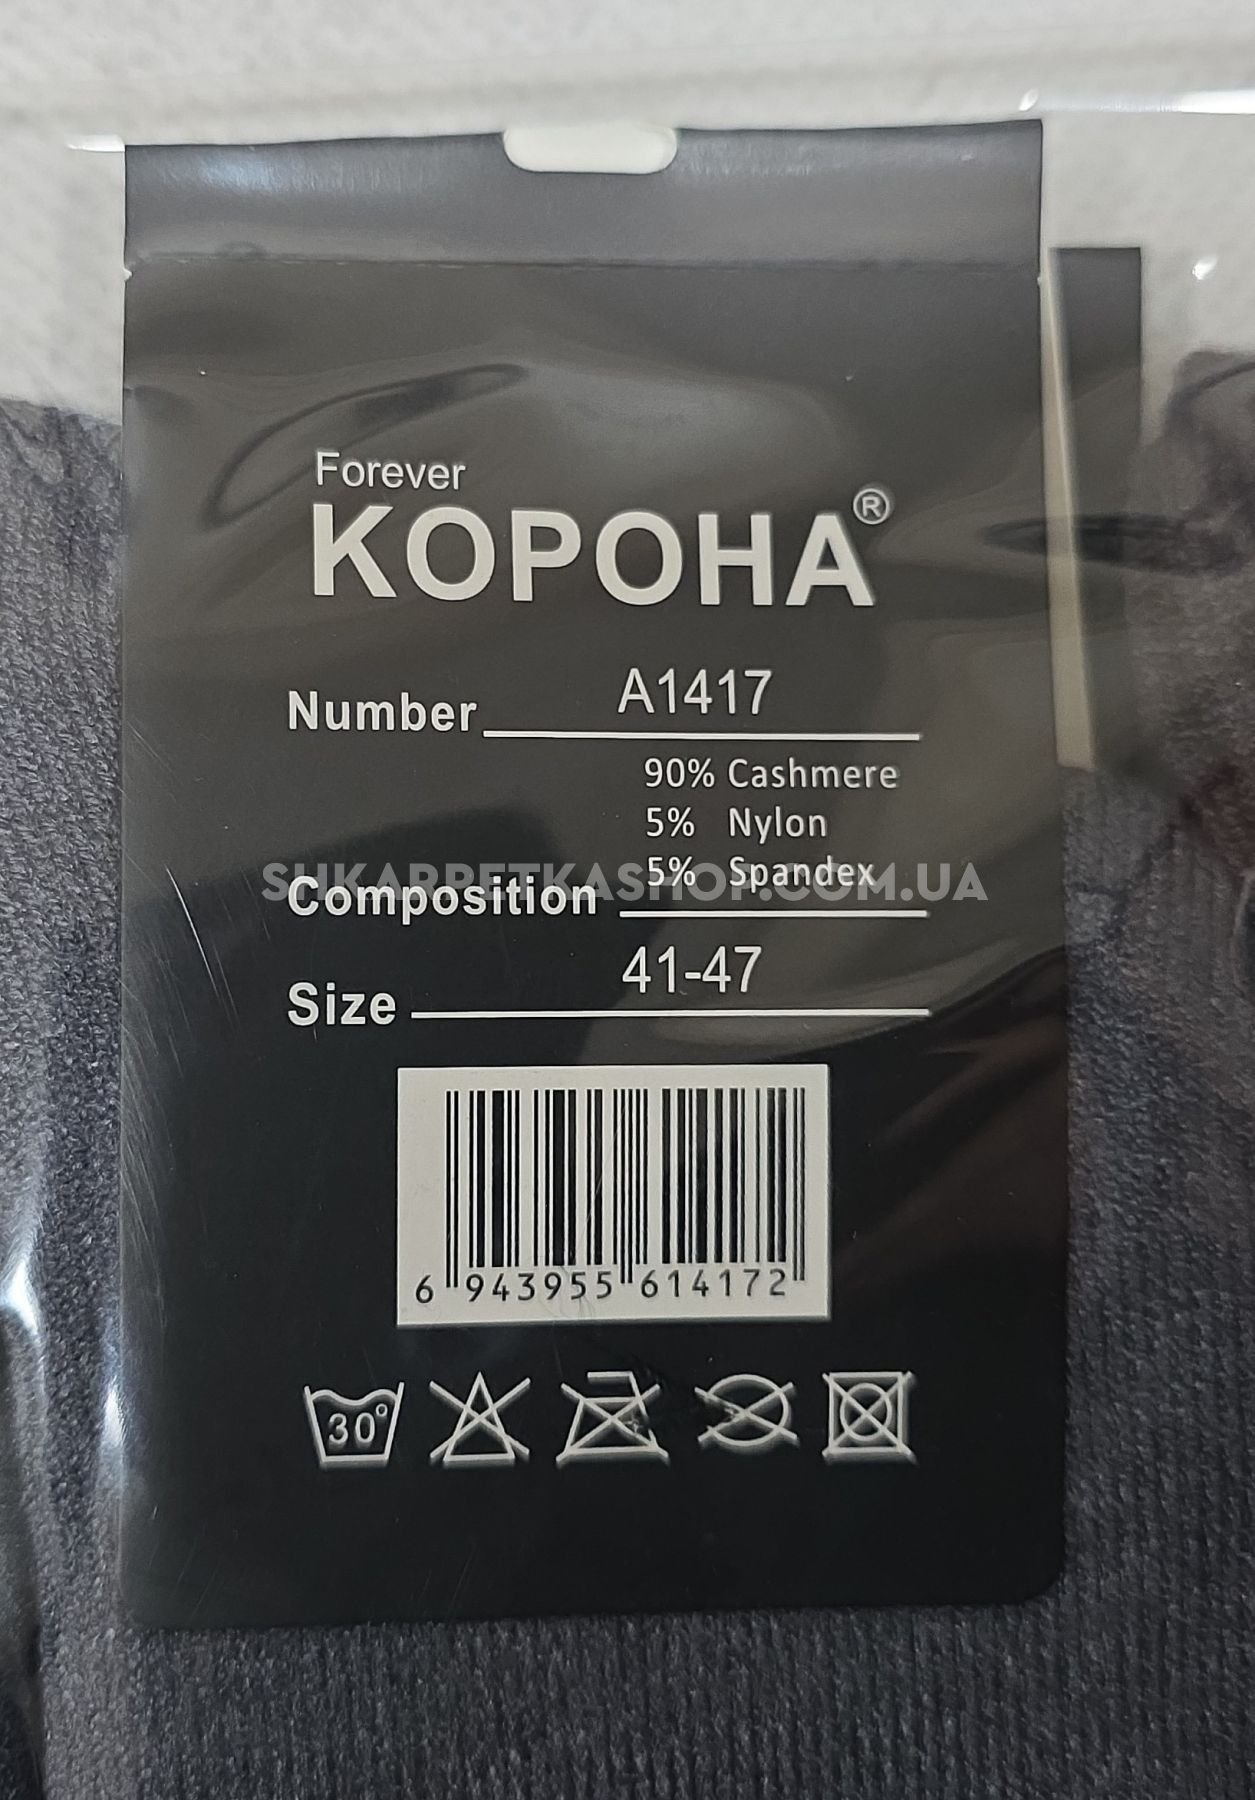 Forever
КОРОНА®
Number A1417
90% Cashmere
5% Nylon
5% Spandex
Composition
SHKARPETKASHOP.COM.UA
Size 41-47
6 943955 614172
30°